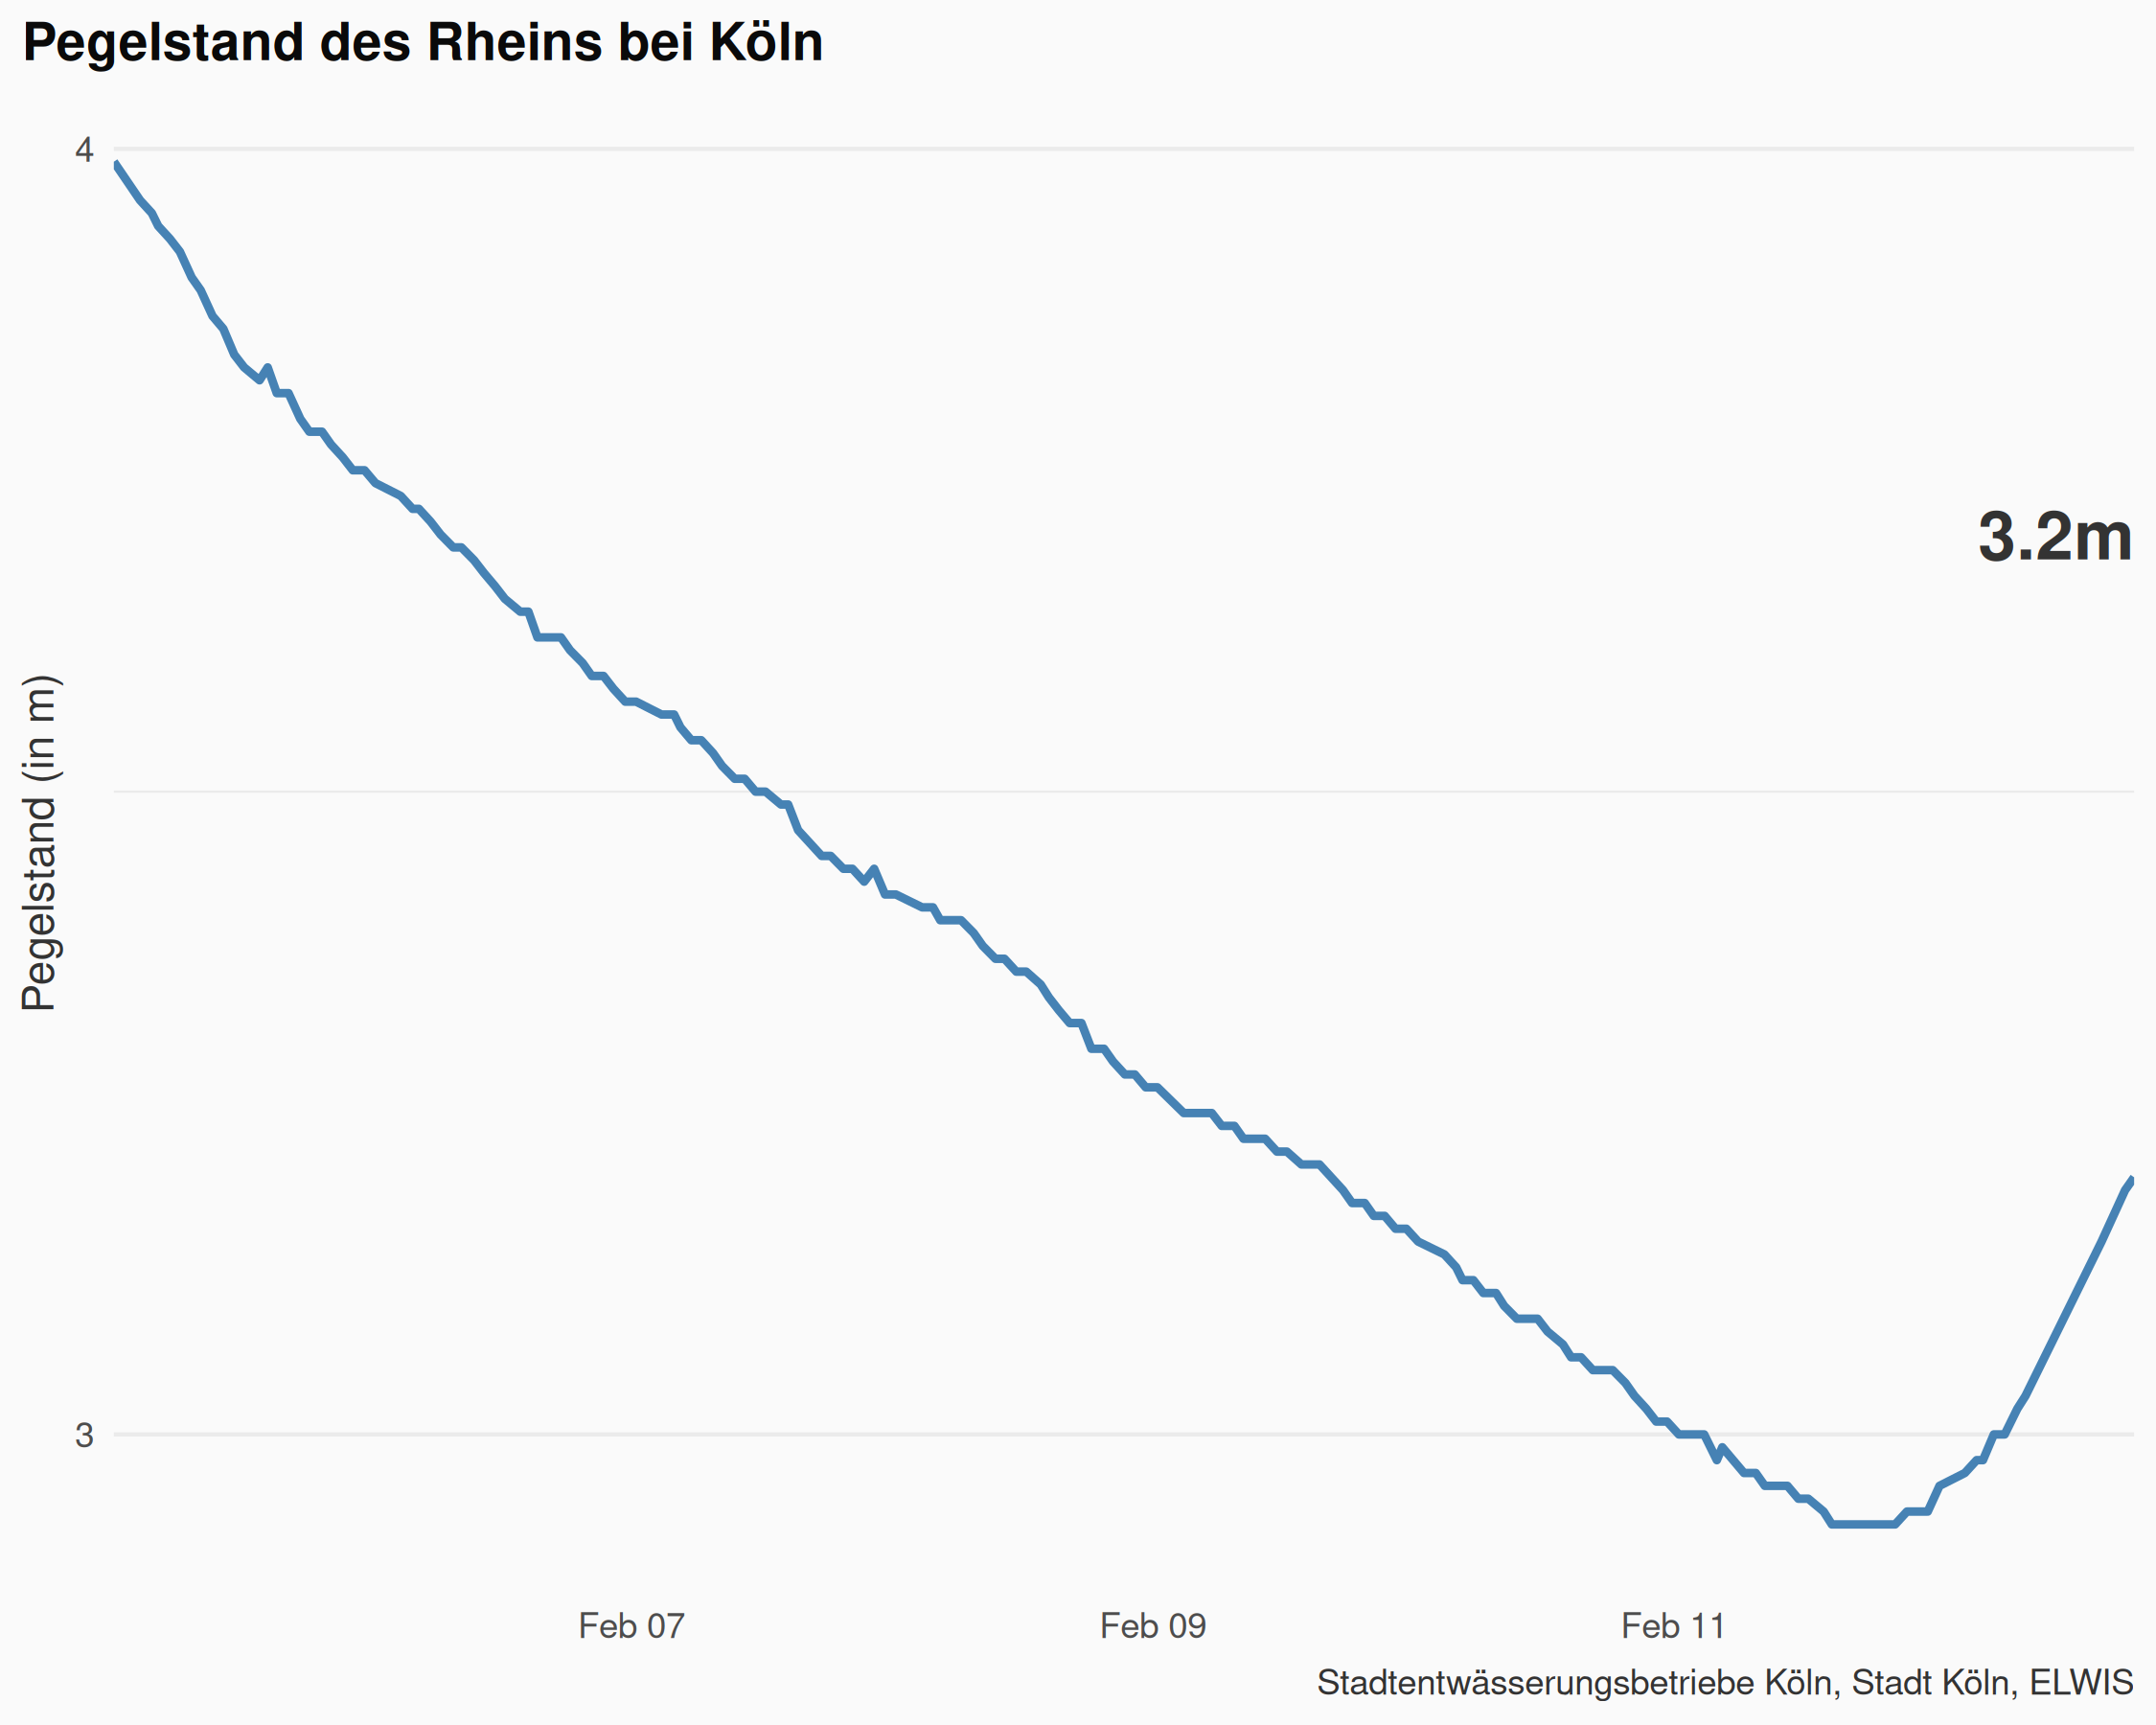 Pegelstand des Rheins bei Köln
4
3.2m
Pegelstand (in m)
3
Feb 07
Feb 09
Feb 11
Stadtentwässerungsbetriebe Köln, Stadt Köln, ELWIS